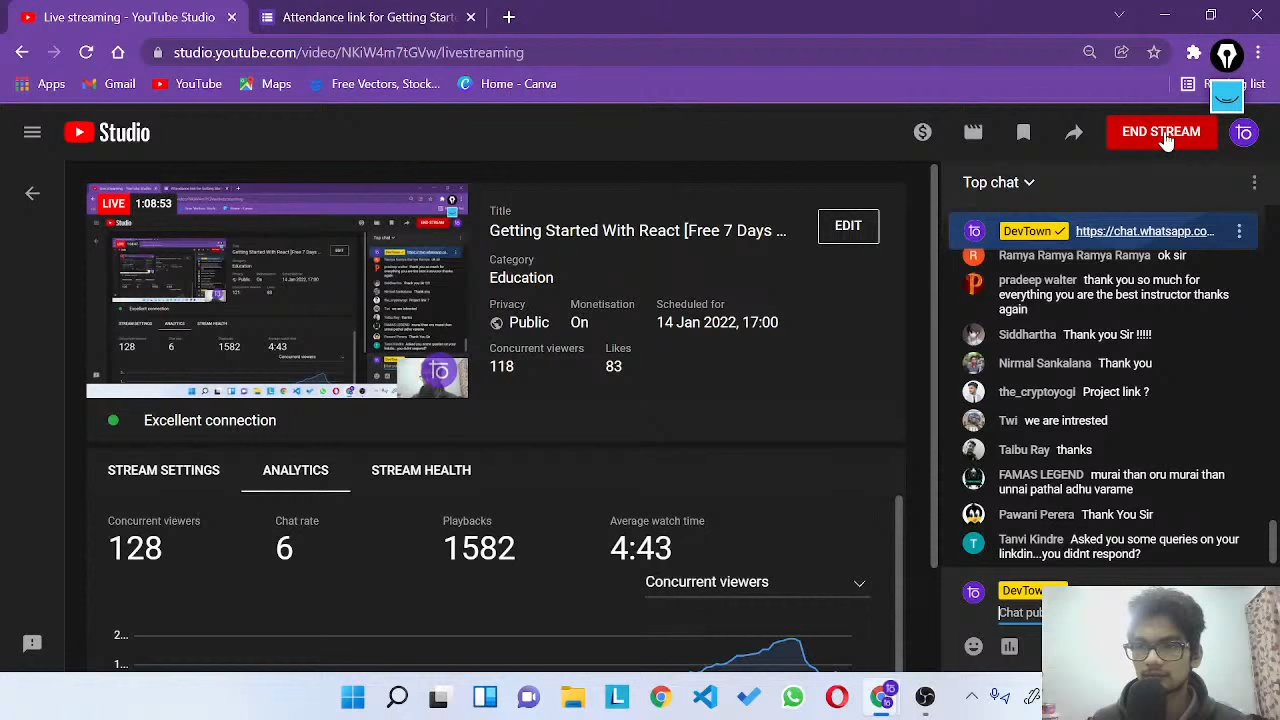 Live streaming - YouTube Studio
Attendance link for Getting Start
studio.youtube.com/video/NKiW4m7tGVw/livestreaming
Apps
Gmail
YouTube
Maps
Free Vectors, Stock...
Home - Canva
list
Studio
END STREAM
LIVE 1:08:53
Title
Getting Started With React [Free 7 Days ...
EDIT
Category
Education
Privacy
Monetisation
Scheduled for
Public
On
14 Jan 2022, 17:00
Concurrent viewers
Likes
118
83
Excellent connection
STREAM SETTINGS
ANALYTICS
STREAM HEALTH
Concurrent viewers
Chat rate
Playbacks
Average watch time
128
6
1582
4:43
Concurrent viewers
2...
1...
Top chat
DevTown https://chat.whatsapp.co...
Ramya Ramya Ramya Ramya ok sir
pradeep walter thank you so much for
everything you are the best instructor thanks
again
Siddhartha Thank u Sir !!!!!
Nirmal Sankalana Thank you
the_cryptoyogi Project link ?
Twi we are intrested
Talbu Ray thanks
FAMAS LEGEND murai than oru murai than
unnai pathal adhu varame
Pawani Perera Thank You Sir
Tanvi Kindre Asked you some queries on your
linkdin...you didnt respond?
DevTow
Chat pub